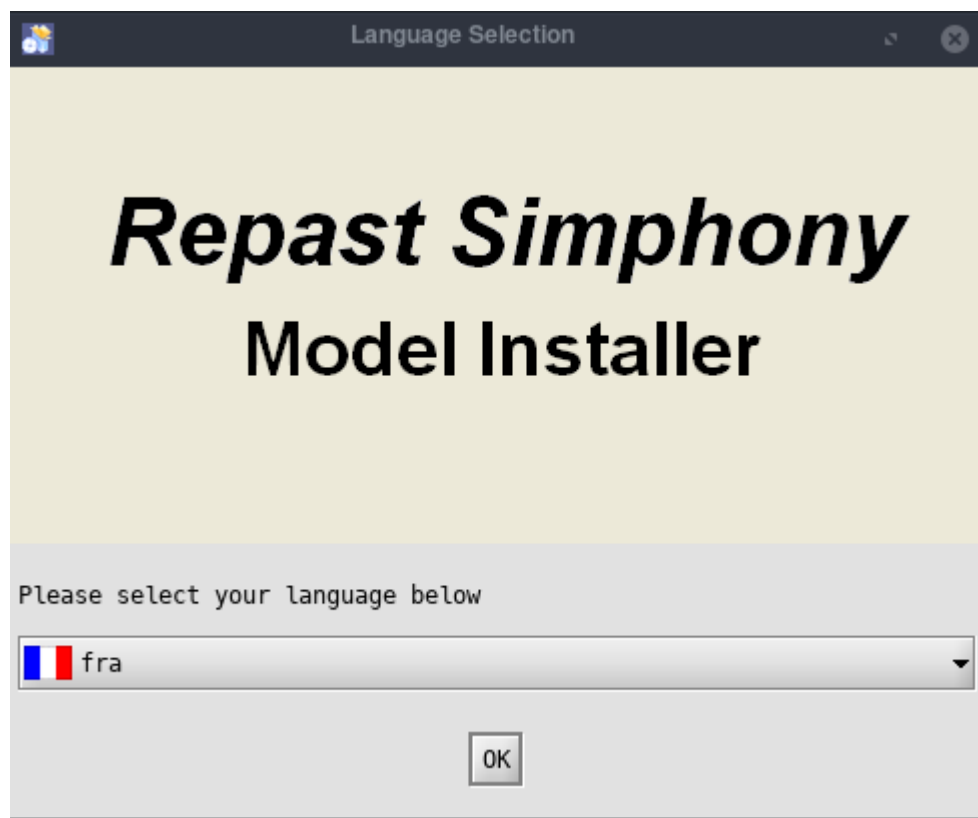 Language Selection
Repast Simphony
Model Installer
Please select your language below
fra
OK